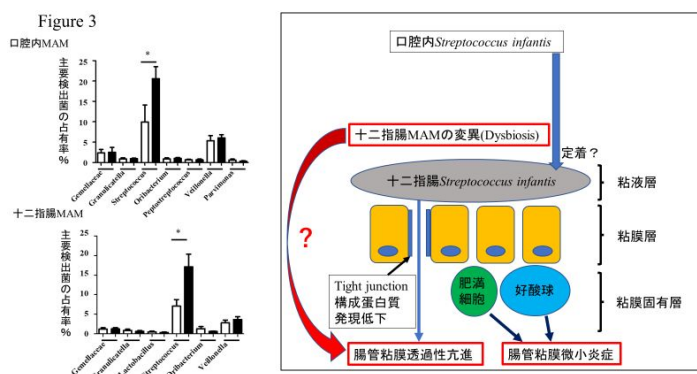 Figure 3
口腔内MAM
主要検出菌の占有率%
25
20
15
10
5
0
*
Gemellaceae
Granulicatella
Streptococcus
Oribacterium
Peptostreptococcus
Veillonella
Parvimonas
十二指腸MAM
主要検出菌の占有率%
25
20
15
10
5
0
*
Gemellaceae
Granulicatella
Lactobacillus
Streptococcus
Oribacterium
Veillonella
口腔内Streptococcus infantis
十二指腸MAMの変異(Dysbiosis)
定着?
十二指腸Streptococcus infantis
粘液層
?
粘膜層
Tight junction
構成蛋白質
発現低下
肥満
細胞
好酸球
粘膜固有層
腸管粘膜透過性亢進
腸管粘膜微小炎症